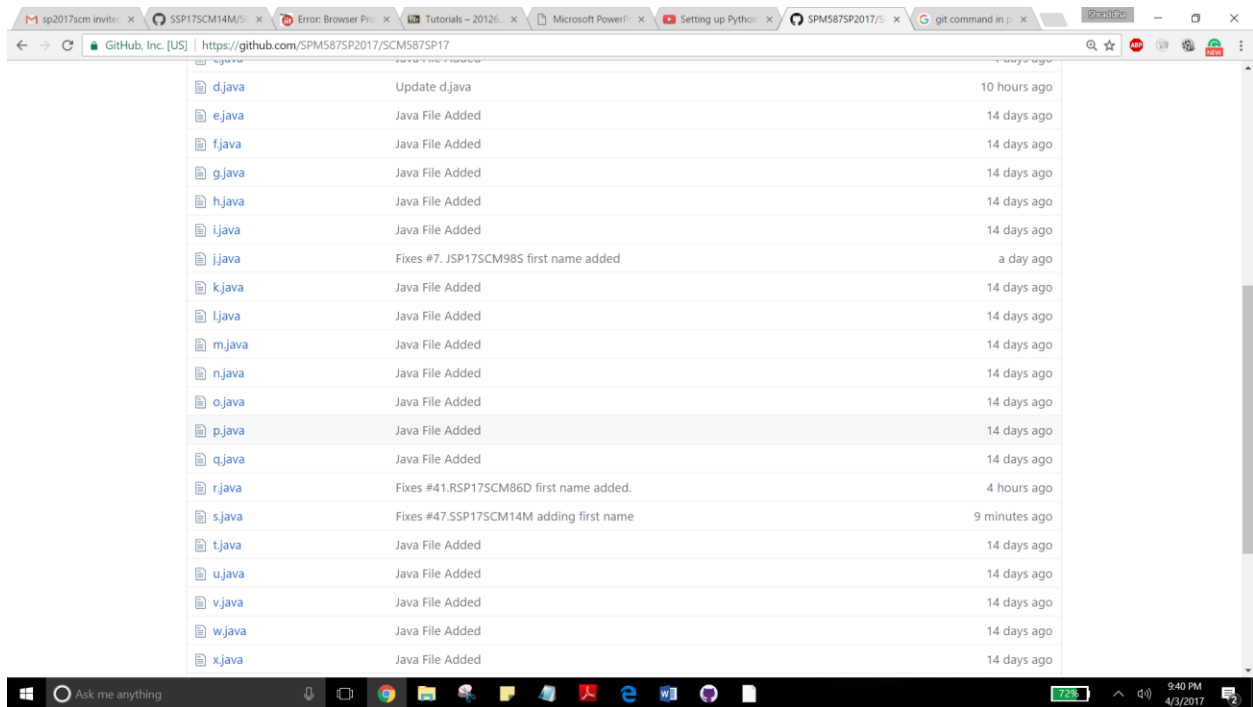 sp2017scm invite
SSP17SCM14M/S
Error: Browser Pro
Tutorials – 20126.
Microsoft PowerP
Setting up Python
SPM587SP2017/S
git command in p
Shraddha
GitHub, Inc. [US] | https://github.com/SPM587SP2017/SCM587SP17
ABP
NEW
d.java Update d.java 10 hours ago
e.java Java File Added 14 days ago
f.java Java File Added 14 days ago
g.java Java File Added 14 days ago
h.java Java File Added 14 days ago
i.java Java File Added 14 days ago
j.java Fixes #7. JSP17SCM98S first name added a day ago
k.java Java File Added 14 days ago
l.java Java File Added 14 days ago
m.java Java File Added 14 days ago
n.java Java File Added 14 days ago
o.java Java File Added 14 days ago
p.java Java File Added 14 days ago
q.java Java File Added 14 days ago
r.java Fixes #41.RSP17SCM86D first name added. 4 hours ago
s.java Fixes #47.SSP17SCM14M adding first name 9 minutes ago
t.java Java File Added 14 days ago
u.java Java File Added 14 days ago
v.java Java File Added 14 days ago
w.java Java File Added 14 days ago
x.java Java File Added 14 days ago
Ask me anything
72%
9:40 PM
4/3/2017